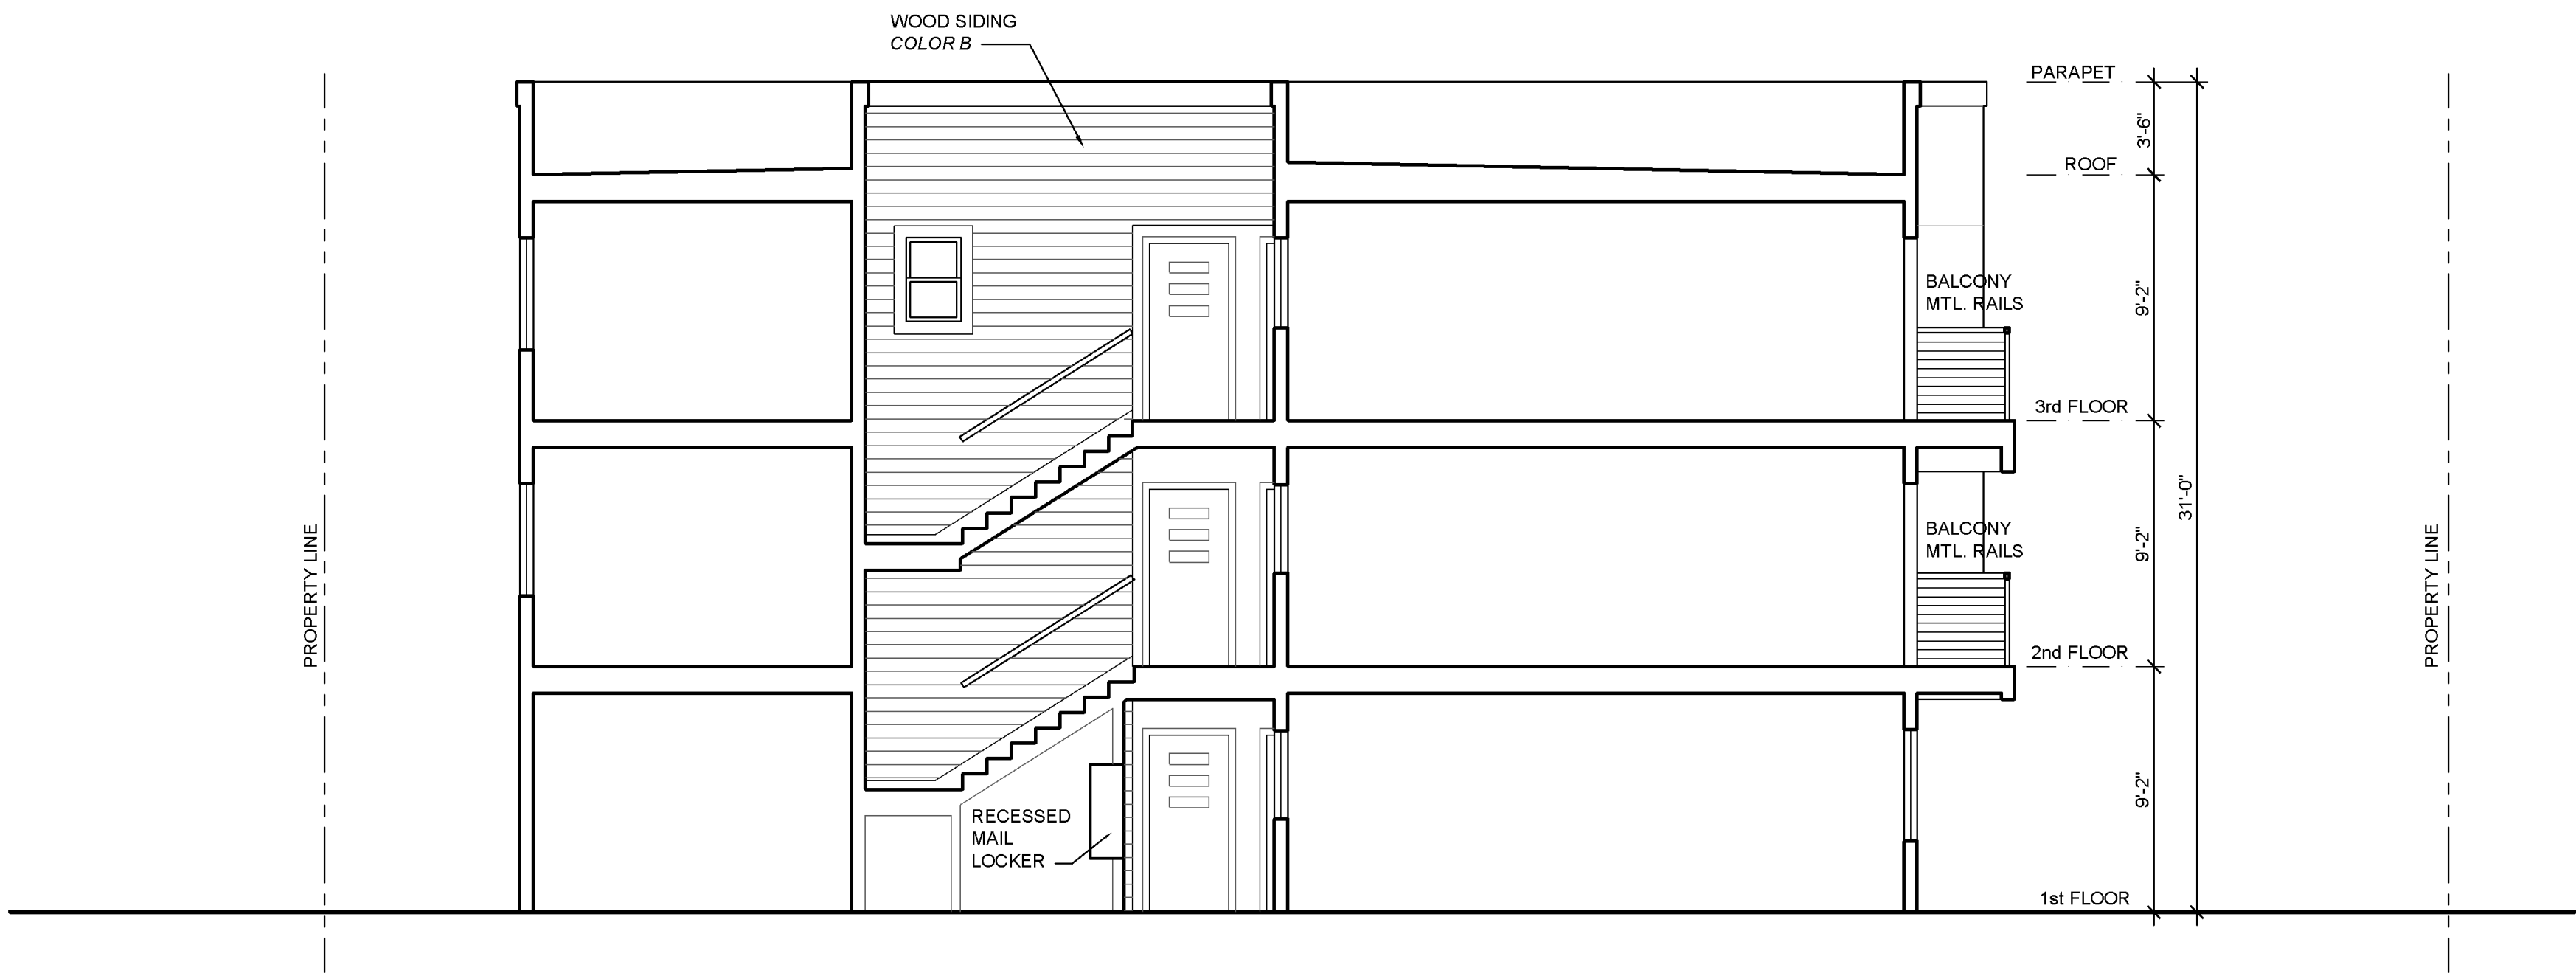 WOOD SIDING
COLOR B
PARAPET
3'-6"
ROOF
BALCONY
MTL. RAILS
9'-2"
3rd FLOOR
31'-0"
BALCONY
MTL. RAILS
9'-2"
PROPERTY LINE
PROPERTY LINE
2nd FLOOR
9'-2"
RECESSED
MAIL
LOCKER
1st FLOOR